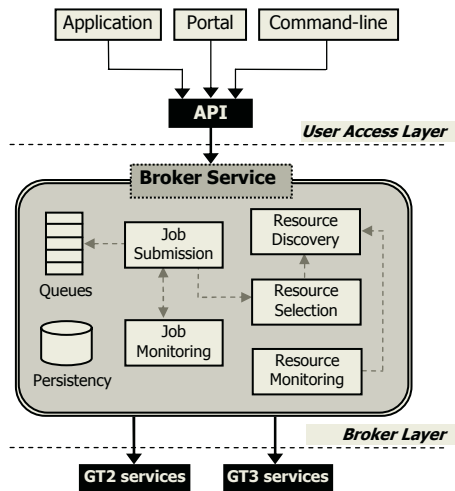 Application
Portal
Command-line
API
User Access Layer
Broker Service
Queues
Job
Submission
Resource
Discovery
Resource
Selection
Job
Monitoring
Persistency
Resource
Monitoring
Broker Layer
GT2 services
GT3 services